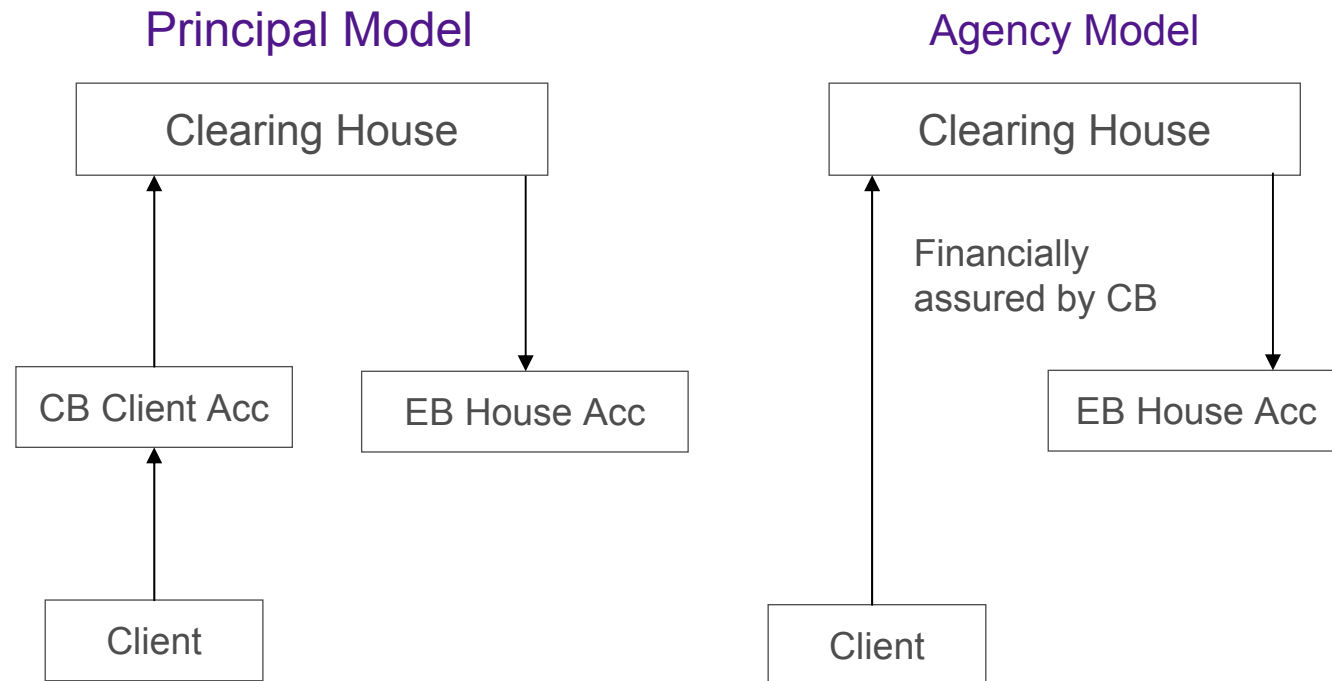 Principal Model
Clearing House
CB Client Acc
EB House Acc
Client
Agency Model
Clearing House
Financially
assured by CB
EB House Acc
Client